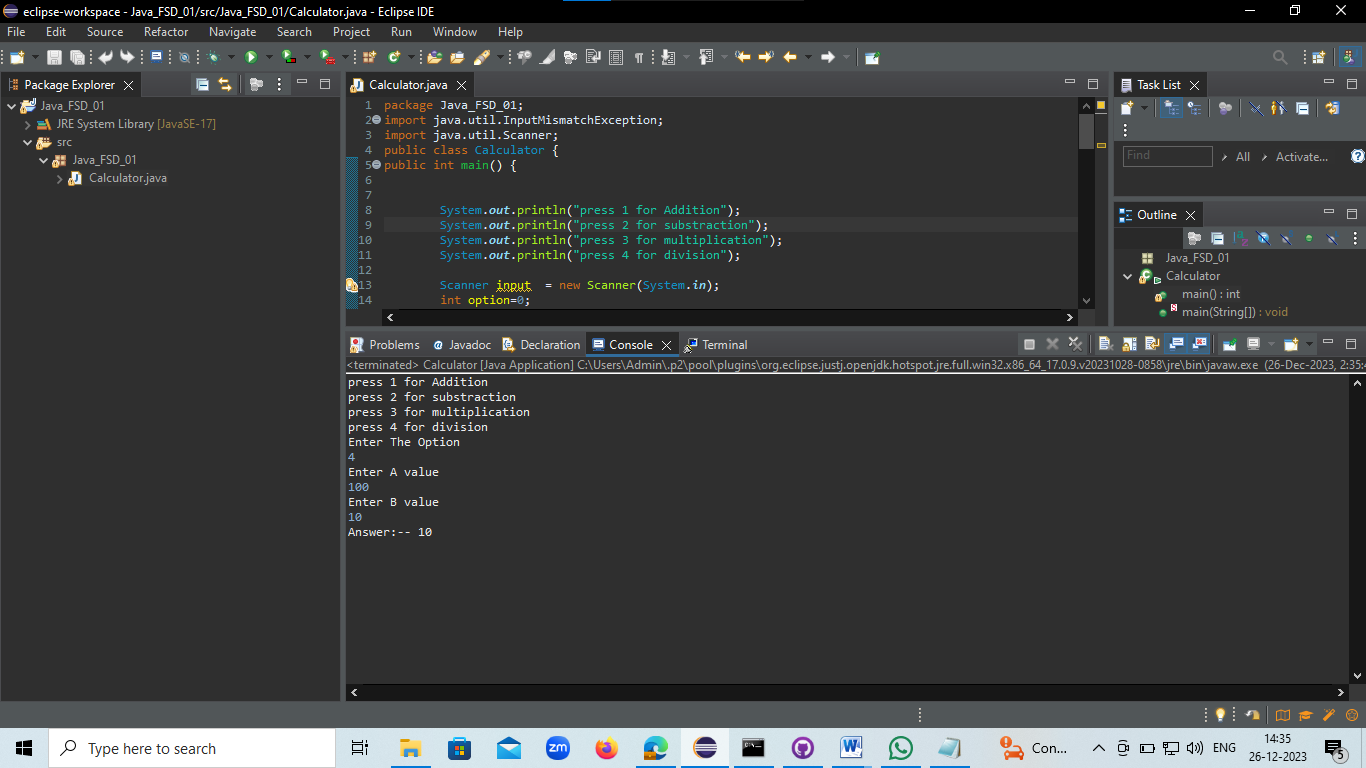 eclipse-workspace - Java_FSD_01/src/Java_FSD_01/Calculator.java - Eclipse IDE
File Edit Source Refactor Navigate Search Project Run Window Help
Package Explorer
Java_FSD_01
JRE System Library [JavaSE-17]
src
Java_FSD_01
Calculator.java
Calculator.java
1 package Java_FSD_01;
2 import java.util.InputMismatchException;
3 import java.util.Scanner;
4 public class Calculator {
5 public int main() {
6
7
8 System.out.println("press 1 for Addition");
9 System.out.println("press 2 for substraction");
10 System.out.println("press 3 for multiplication");
11 System.out.println("press 4 for division");
12
13 Scanner input  = new Scanner(System.in);
14 int option=0;
Task List
Find All Activate...
Outline
Java_FSD_01
Calculator
main() : int
main(String[]) : void
Problems Javadoc Declaration Console Terminal
<terminated> Calculator [Java Application] C:\Users\Admin\.p2\pool\plugins\org.eclipse.justj.openjdk.hotspot.jre.full.win32.x86_64_17.0.9.v20231028-0858\jre\bin\javaw.exe (26-Dec-2023, 2:35:
press 1 for Addition
press 2 for substraction
press 3 for multiplication
press 4 for division
Enter The Option
4
Enter A value
100
Enter B value
10
Answer:-- 10
Type here to search
zm
W
Con...
ENG
14:35
26-12-2023
5